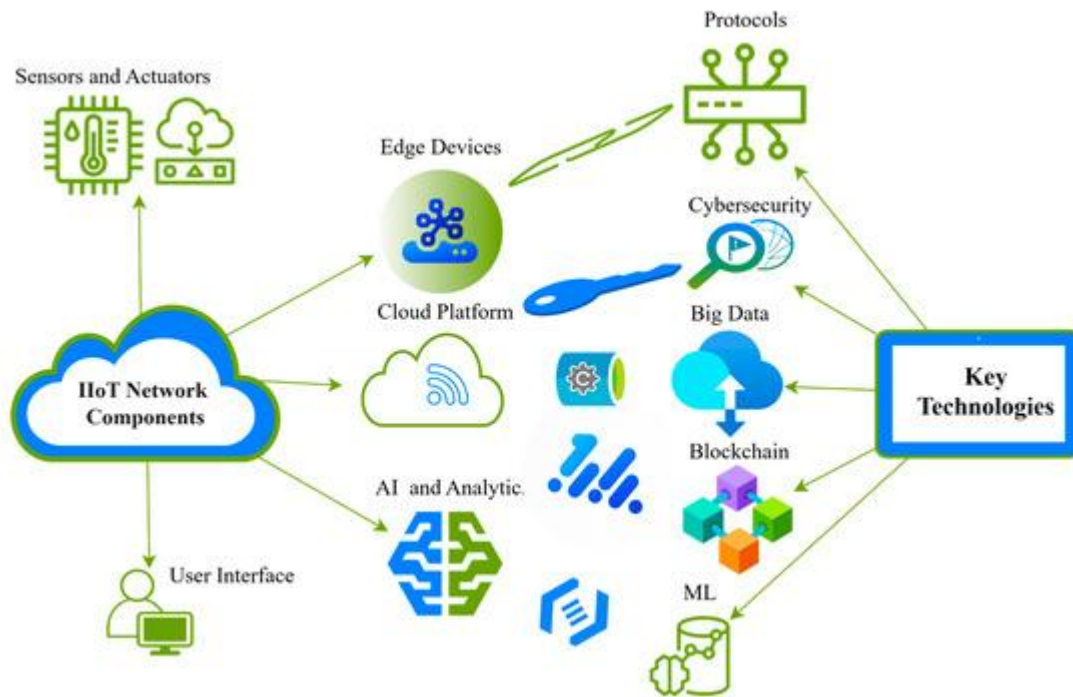 Protocols
Sensors and Actuators
Edge Devices
Cybersecurity
Cloud Platform
Big Data
IIoT Network
Components
Key
Technologies
Blockchain
AI and Analytic.
User Interface
ML
C